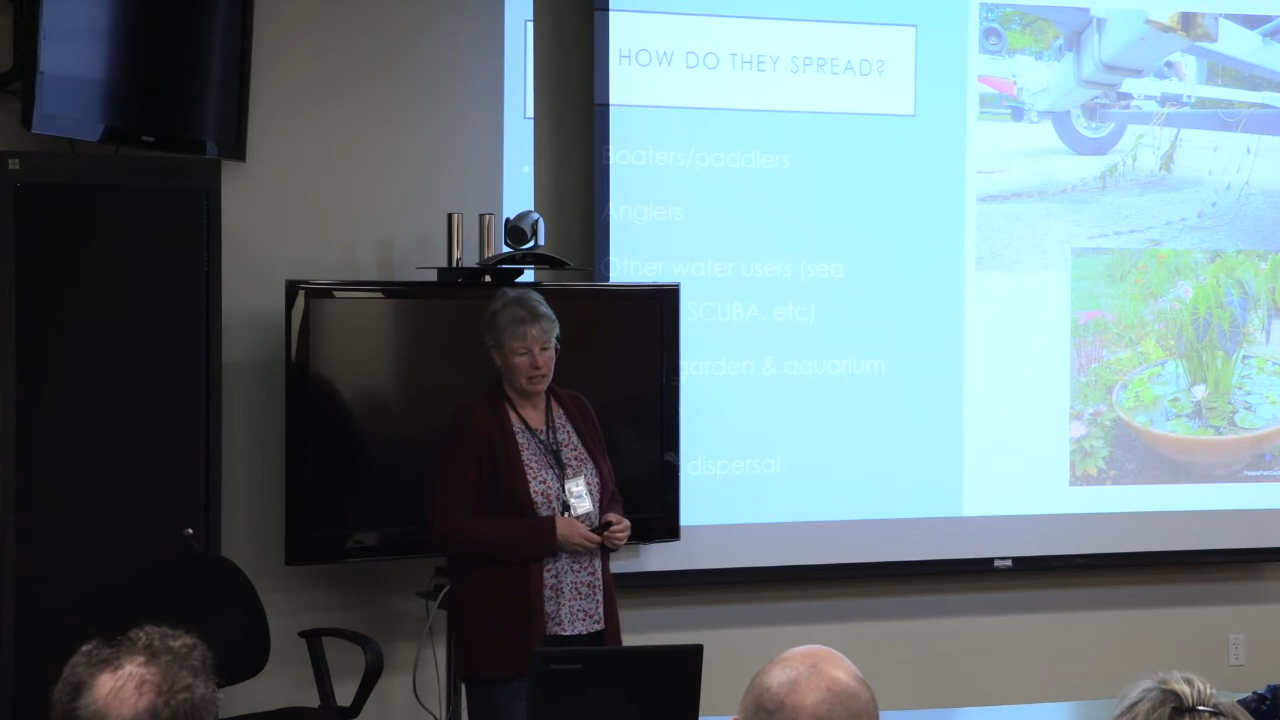 HOW DO THEY SPREAD?
Boaters/paddlers
Anglers
Other water users (sea
SCUBA, etc)
garden & aquarium
dispersal